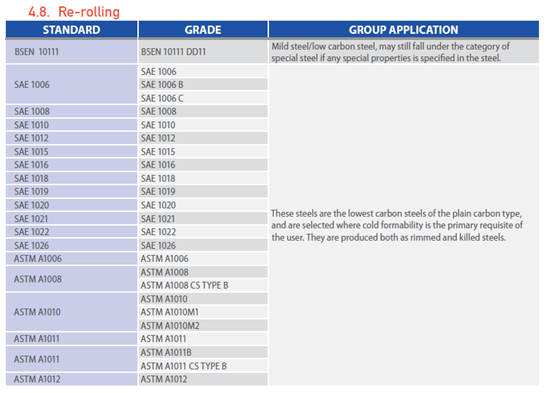 4.8. Re-rolling
STANDARD GRADE GROUP APPLICATION
BSEN 10111 BSEN 10111 DD11 Mild steel/low carbon steel, may still fall under the category of
special steel if any special properties is specified in the steel.
SAE 1006 SAE 1006
SAE 1006 B
SAE 1006 C
SAE 1008 SAE 1008
SAE 1010 SAE 1010
SAE 1012 SAE 1012
SAE 1015 SAE 1015
SAE 1016 SAE 1016
SAE 1018 SAE 1018
SAE 1019 SAE 1019
SAE 1020 SAE 1020
SAE 1021 SAE 1021
SAE 1022 SAE 1022
SAE 1026 SAE 1026
These steels are the lowest carbon steels of the plain carbon type,
and are selected where cold formability is the primary requisite of
the user. They are produced both as rimmed and killed steels.
ASTM A1006 ASTM A1006
ASTM A1008 ASTM A1008
ASTM A1008 CS TYPE B
ASTM A1010 ASTM A1010
ASTM A1010M1
ASTM A1010M2
ASTM A1011 ASTM A1011
ASTM A1011 ASTM A1011B
ASTM A1011 CS TYPE B
ASTM A1012 ASTM A1012